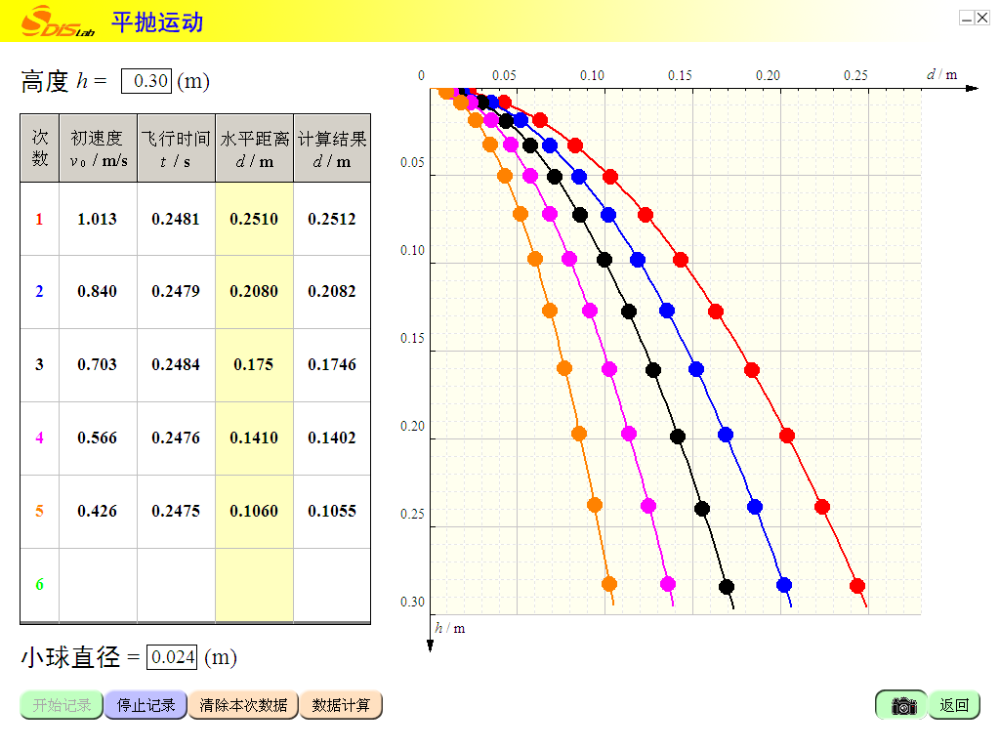 SDISLab 平抛运动
高度 h = 0.30 (m)
次数 初速度 v₀ / m/s 飞行时间 t / s 水平距离 d / m 计算结果 d / m
1 1.013 0.2481 0.2510 0.2512
2 0.840 0.2479 0.2080 0.2082
3 0.703 0.2484 0.175 0.1746
4 0.566 0.2476 0.1410 0.1402
5 0.426 0.2475 0.1060 0.1055
6
小球直径 = 0.024 (m)
开始记录 停止记录 清除本次数据 数据计算
0 0.05 0.10 0.15 0.20 0.25 d / m
0.05
0.10
0.15
0.20
0.25
0.30
h / m
返回